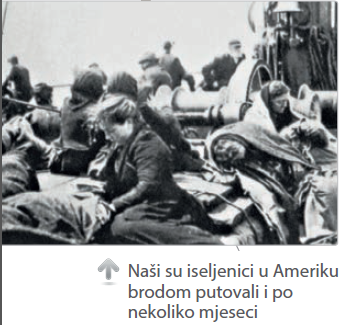 Naši su iseljenici u Ameriku
brodom putovali i po
nekoliko mjeseci